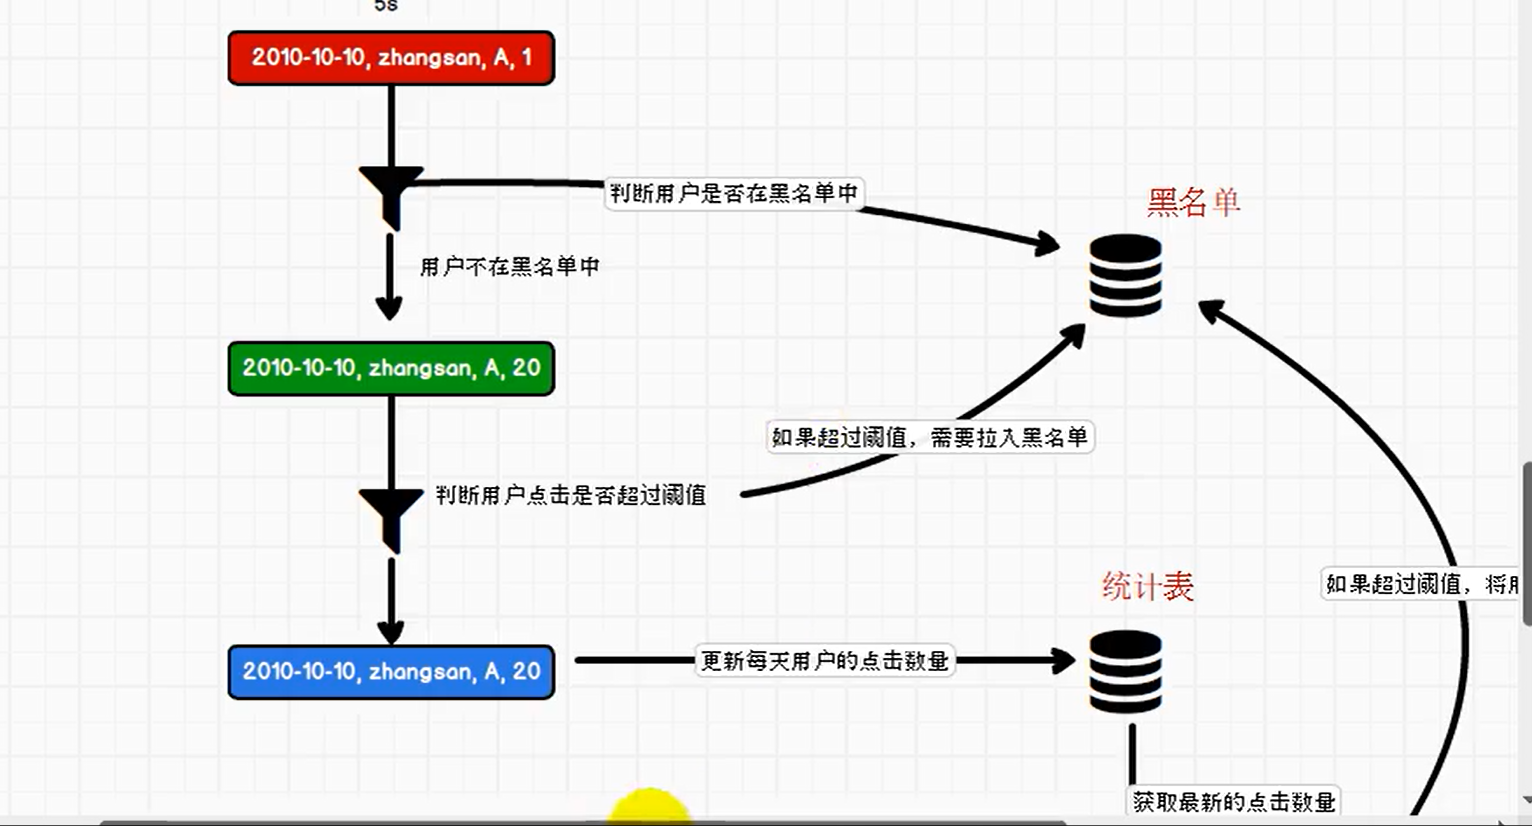 5s
2010-10-10, zhangsan, A, 1
判断用户是否在黑名单中
黑名单
用户不在黑名单中
2010-10-10, zhangsan, A, 20
如果超过阈值，需要拉入黑名单
判断用户点击是否超过阈值
统计表
如果超过阈值，将
2010-10-10, zhangsan, A, 20
更新每天用户的点击数量
获取最新的点击数量